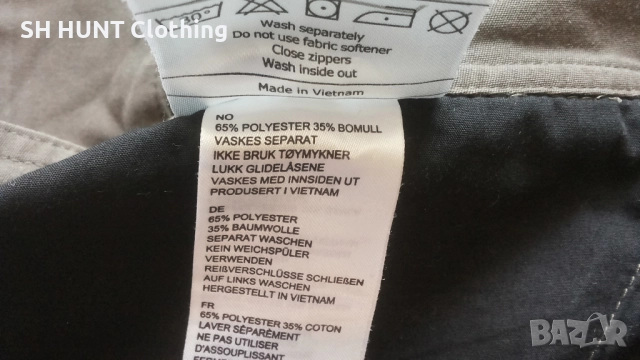 SH HUNT Clothing
30
Wash separately
Do not use fabric softener
Close zippers
Wash inside out
Made in Vietnam
NO
65% POLYESTER 35% BOMULL
VASKES SEPARAT
IKKE BRUK TØYMYKNER
LUKK GLIDELÅSENE
VASKES MED INNSIDEN UT
PRODUSERT I VIETNAM
DE
65% POLYESTER
35% BAUMWOLLE
SEPARAT WASCHEN
KEIN WEICHSPÜLER
VERWENDEN
REIßVERSCHLÜSSE SCHLIEßEN
AUF LINKS WASCHEN
HERGESTELLT IN VIETNAM
FR
65% POLYESTER 35% COTON
LAVER SÉPARÉMENT
NE PAS UTILISER
D'ASSOUPLISSANT
BAZAR